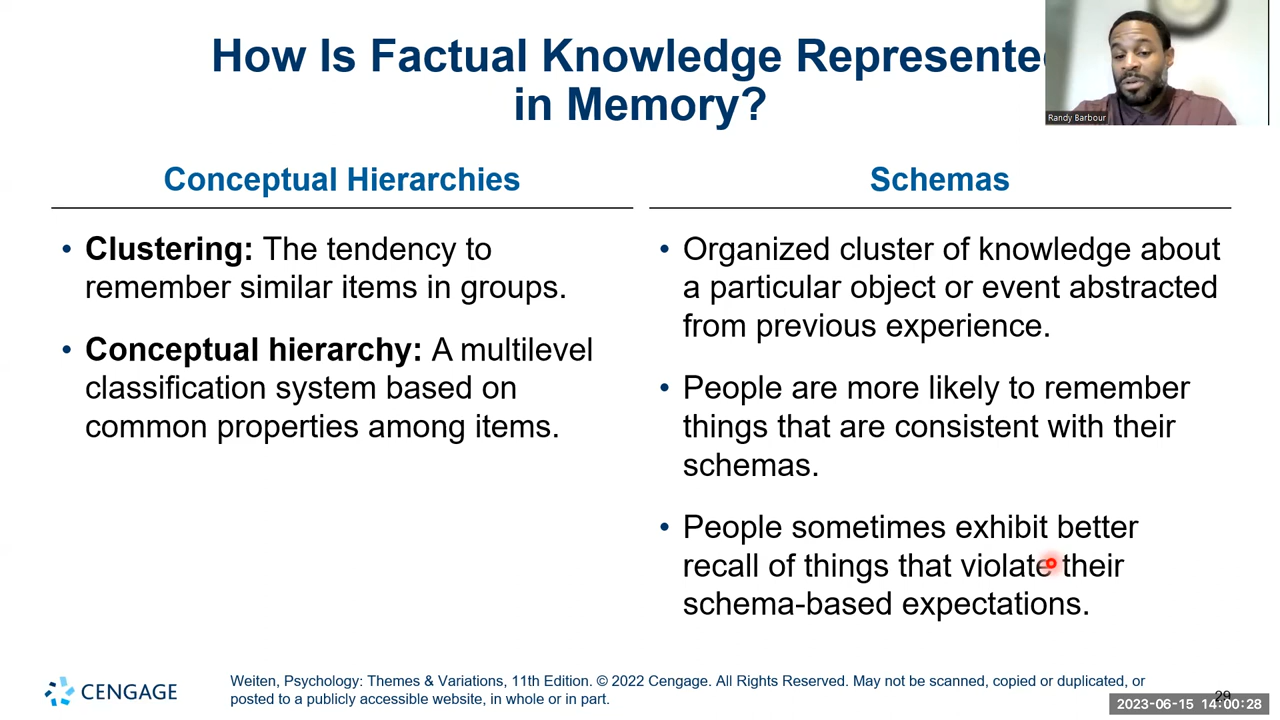 How Is Factual Knowledge Represente
in Memory?
Randy Barbour
Conceptual Hierarchies
• Clustering: The tendency to
remember similar items in groups.
• Conceptual hierarchy: A multilevel
classification system based on
common properties among items.
Schemas
• Organized cluster of knowledge about
a particular object or event abstracted
from previous experience.
• People are more likely to remember
things that are consistent with their
schemas.
• People sometimes exhibit better
recall of things that violate their
schema-based expectations.
CENGAGE
Weiten, Psychology: Themes & Variations, 11th Edition. © 2022 Cengage. All Rights Reserved. May not be scanned, copied or duplicated, or
posted to a publicly accessible website, in whole or in part.
29
2023-06-15 14:00:28